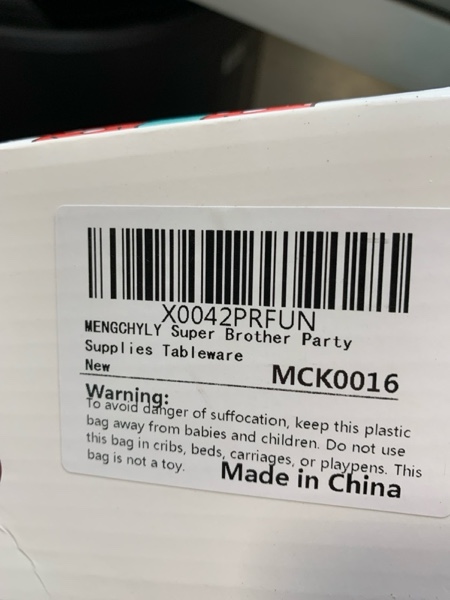 X0042PRFUN
MENGCHYLY Super Brother Party
Supplies Tableware
New
MCK0016
Warning:
To avoid danger of suffocation, keep this plastic
bag away from babies and children. Do not use
this bag in cribs, beds, carriages, or playpens. This
bag is not a toy.
Made in China